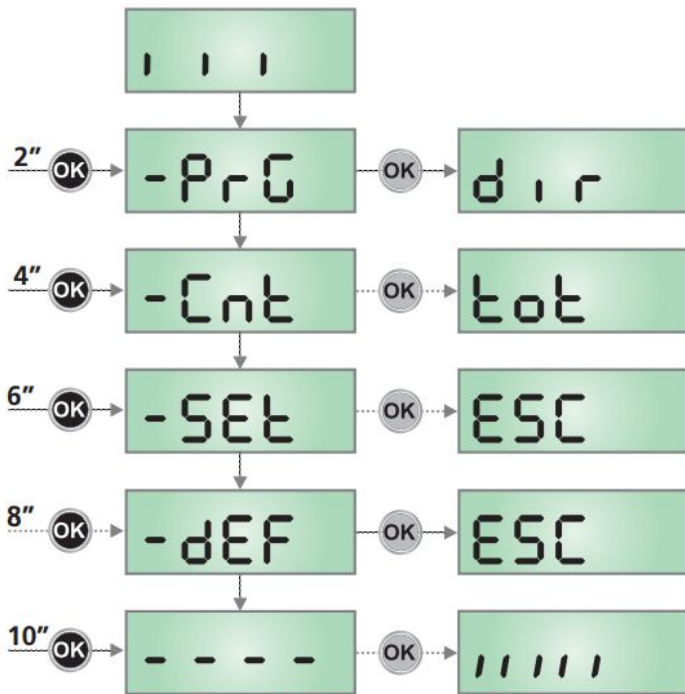 ı ı ı
2” OK -PrG OK dır
4” OK -Cnt OK tot
6” OK -SEt OK ESC
8” OK -dEF OK ESC
10” OK - - - - OK ı ı ı ı ı